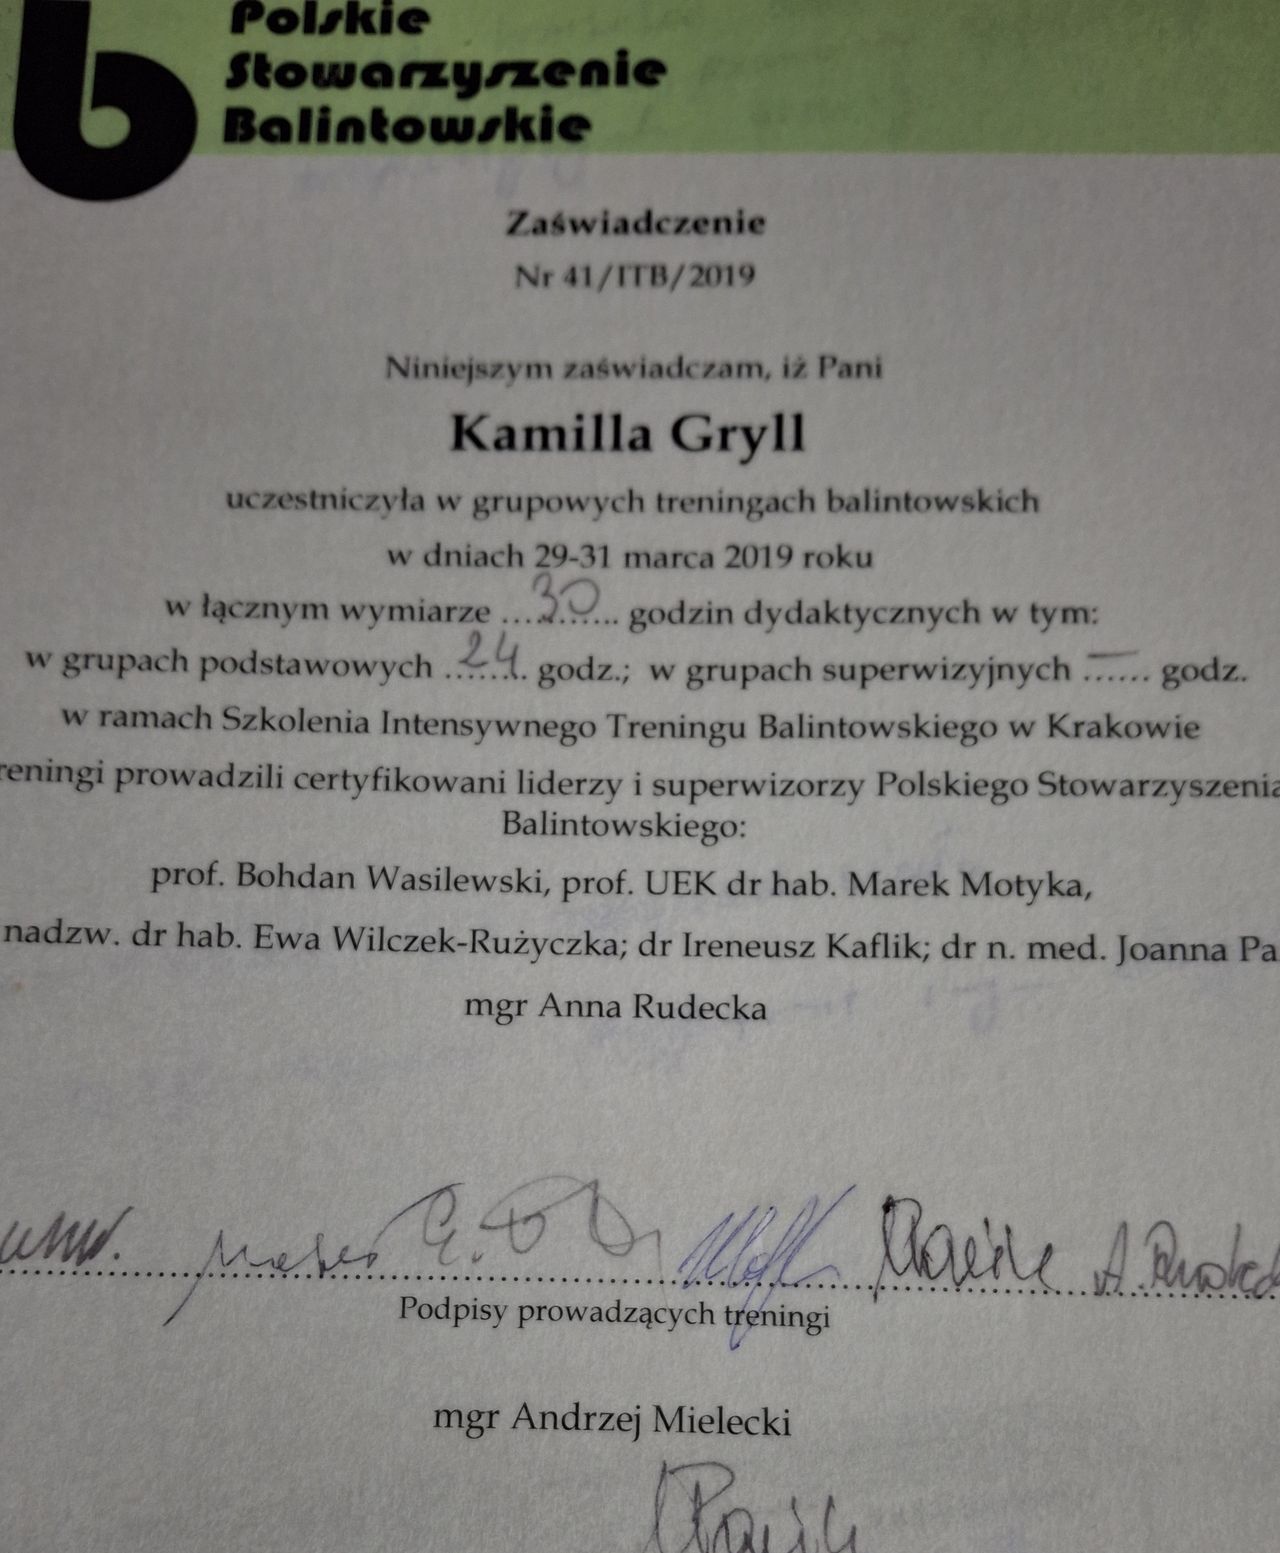 Polskie
Stowarzyszenie
Balintowskie
Zaświadczenie
Nr 41/ITB/2019
Niniejszym zaświadczam, iż Pani
Kamilla Gryll
uczestniczyła w grupowych treningach balintowskich
w dniach 29-31 marca 2019 roku
w łącznym wymiarze ....30..... godzin dydaktycznych w tym:
w grupach podstawowych ...24.... godz.; w grupach superwizyjnych ...—... godz.
w ramach Szkolenia Intensywnego Treningu Balintowskiego w Krakowie
reningi prowadzili certyfikowani liderzy i superwizorzy Polskiego Stowarzyszenia
Balintowskiego:
prof. Bohdan Wasilewski, prof. UEK dr hab. Marek Motyka,
nadzw. dr hab. Ewa Wilczek-Rużyczka; dr Ireneusz Kaflik; dr n. med. Joanna Pa
mgr Anna Rudecka
Podpisy prowadzących treningi
mgr Andrzej Mielecki